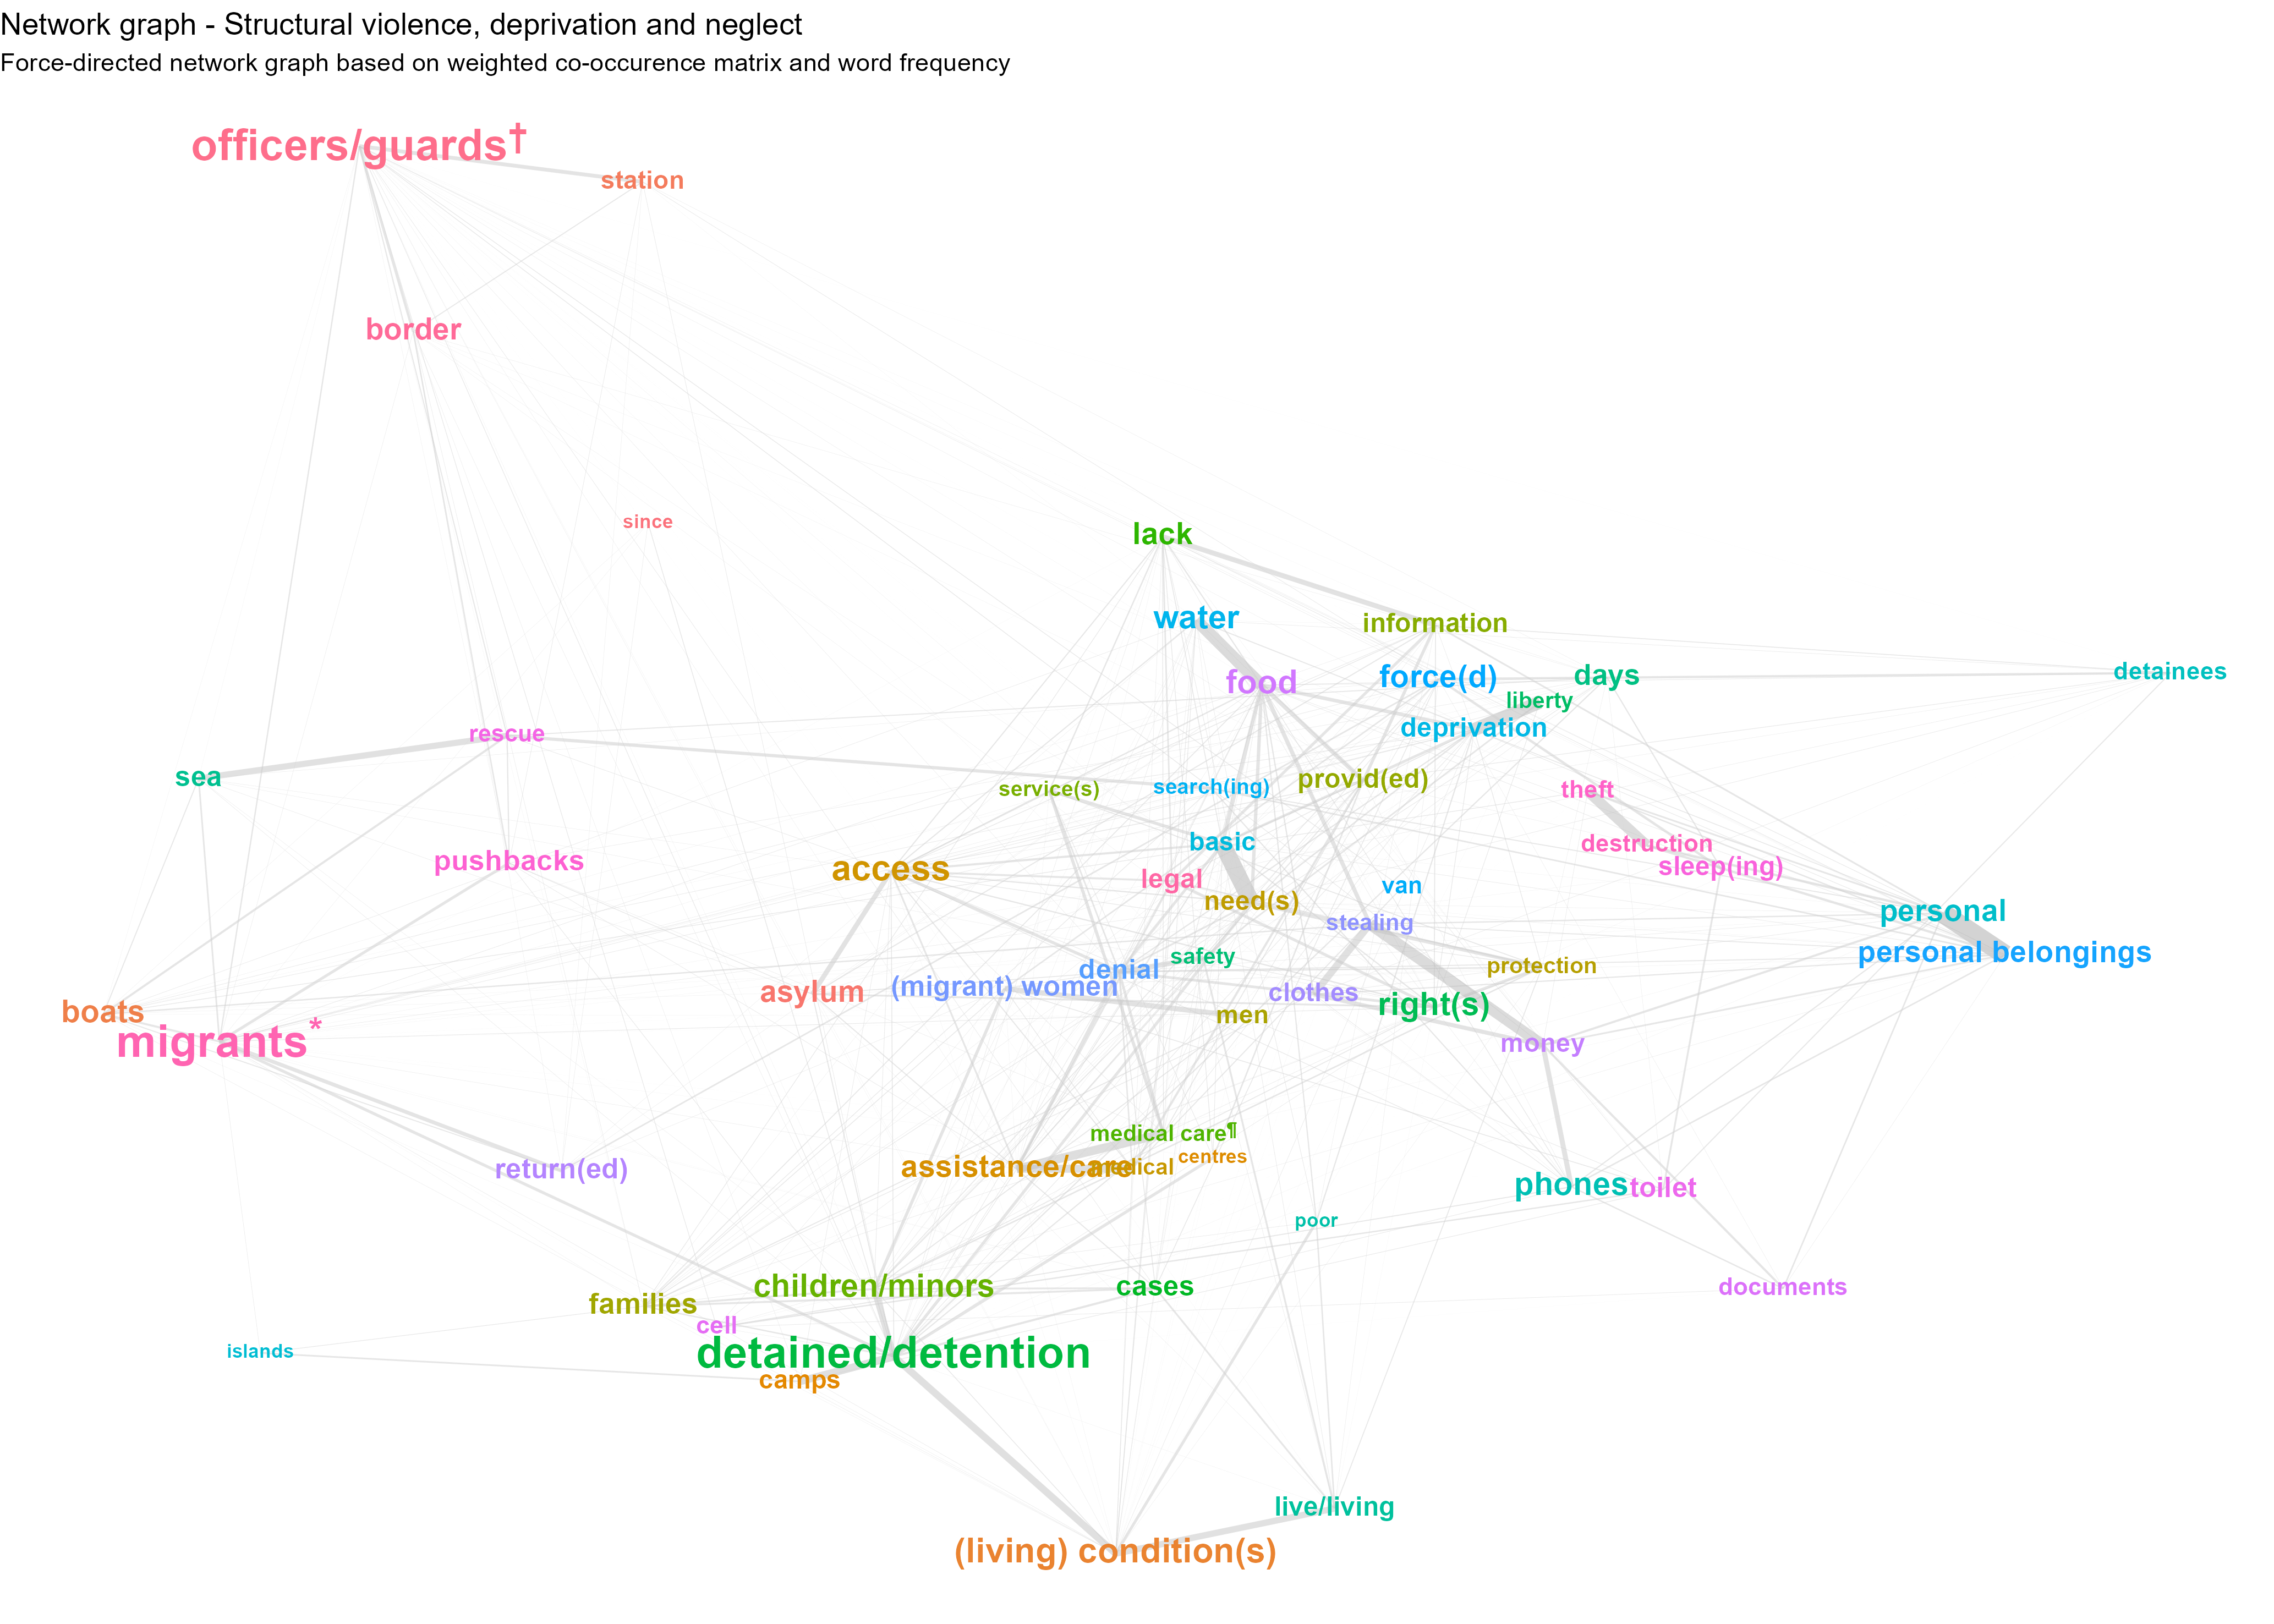 Network graph - Structural violence, deprivation and neglect
Force-directed network graph based on weighted co-occurence matrix and word frequency
officers/guards†
station
border
since
lack
water
information
food
force(d)
days
detainees
liberty
deprivation
rescue
sea
service(s)
search(ing)
provid(ed)
theft
basic
destruction
pushbacks
access
sleep(ing)
legal
van
need(s)
stealing
personal
personal belongings
safety
denial
protection
asylum
(migrant) women
clothes
right(s)
boats
men
migrants*
money
medical care¶
centres
assistance/care
medical
return(ed)
phones
toilet
poor
children/minors
cases
documents
families
cell
islands
detained/detention
camps
live/living
(living) condition(s)